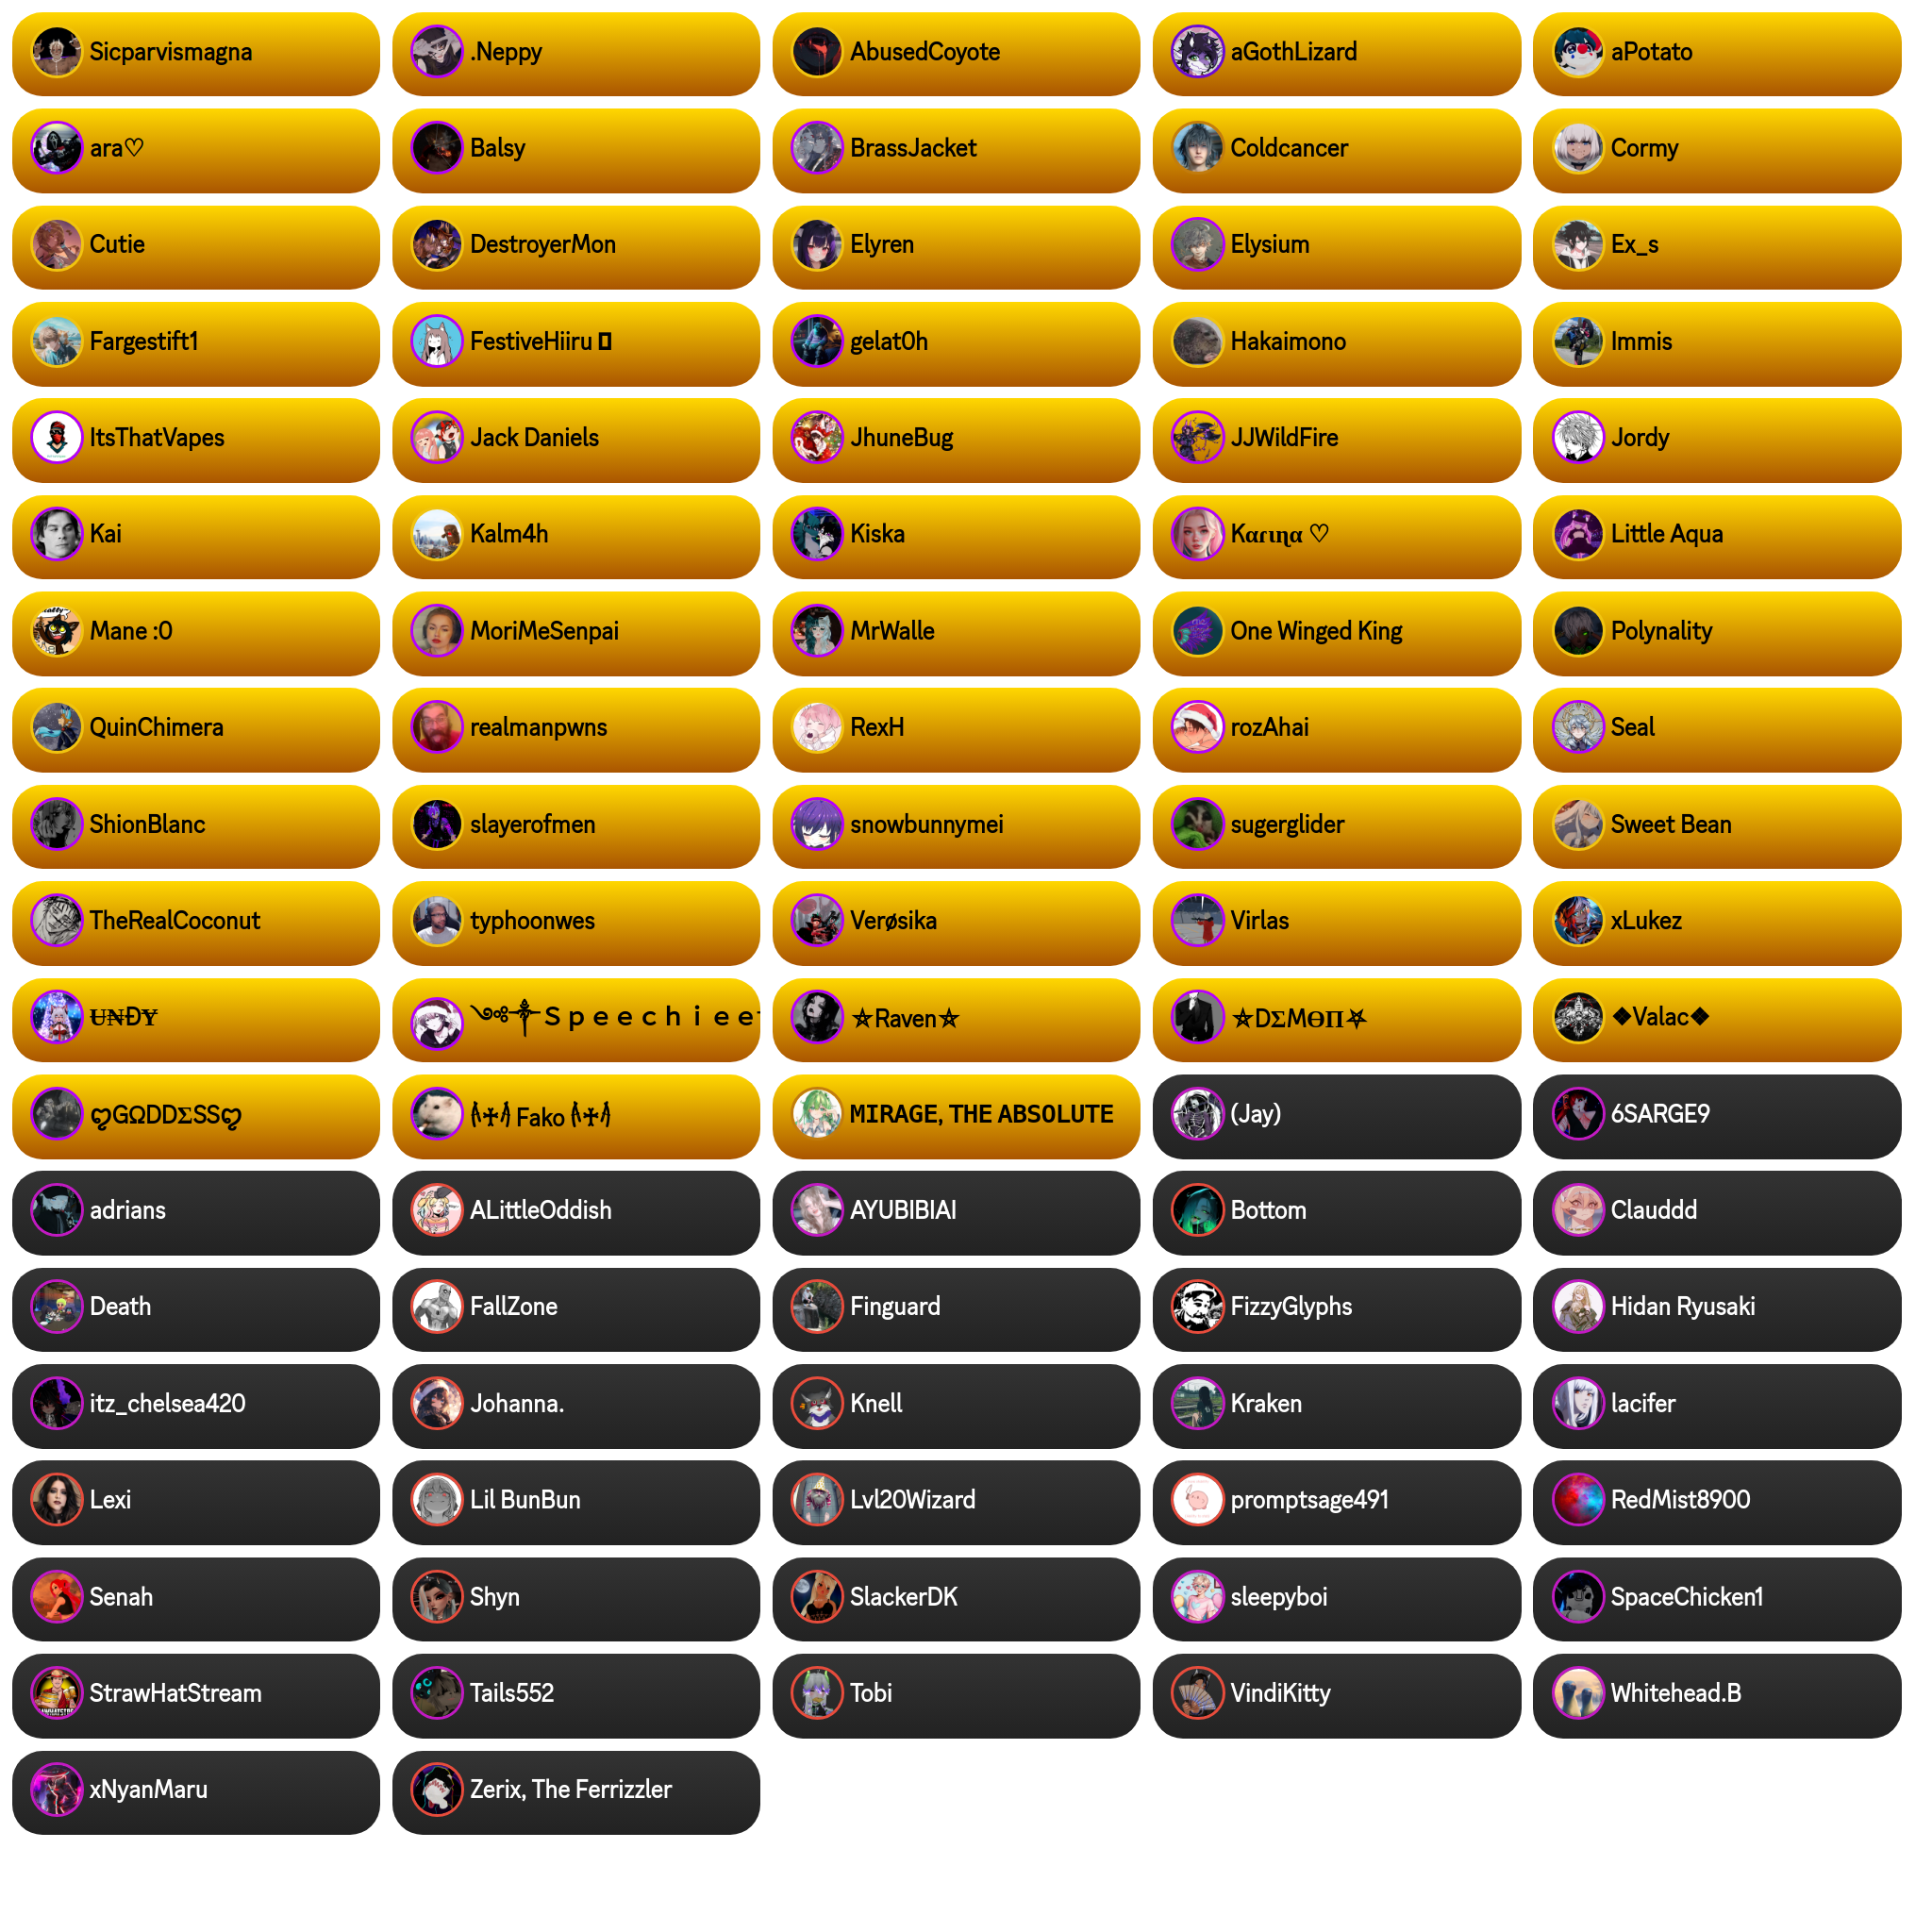 Sicparvismagna
.Neppy
AbusedCoyote
aGothLizard
aPotato
ara♡
Balsy
BrassJacket
Coldcancer
Cormy
Cutie
DestroyerMon
Elyren
Elysium
Ex_s
Fargestift1
FestiveHiiru
gelat0h
Hakaimono
Immis
ItsThatVapes
Jack Daniels
JhuneBug
JJWildFire
Jordy
Kai
Kalm4h
Kiska
Kαɾιɳα ♡
Little Aqua
Mane :0
MoriMeSenpai
MrWalle
One Winged King
Polynality
QuinChimera
realmanpwns
RexH
rozAhai
Seal
ShionBlanc
slayerofmen
snowbunnymei
sugerglider
Sweet Bean
TheRealCoconut
typhoonwes
Verøsika
Virlas
xLukez
ɄN̶ĐɎ
༺༒Ｓｐｅｅｃｈｉｅｅ
⛤Raven⛤
⛤DΣMӨП⛧
❖Valac❖
ღGΩDDΣSSღ
Fako
MIRAGE, THE ABSOLUTE
(Jay)
6SARGE9
adrians
ALittleOddish
AYUBIBIAI
Bottom
Clauddd
Death
FallZone
Finguard
FizzyGlyphs
Hidan Ryusaki
itz_chelsea420
Johanna.
Knell
Kraken
lacifer
Lexi
Lil BunBun
Lvl20Wizard
promptsage491
RedMist8900
Senah
Shyn
SlackerDK
sleepyboi
SpaceChicken1
StrawHatStream
Tails552
Tobi
VindiKitty
Whitehead.B
xNyanMaru
Zerix, The Ferrizzler